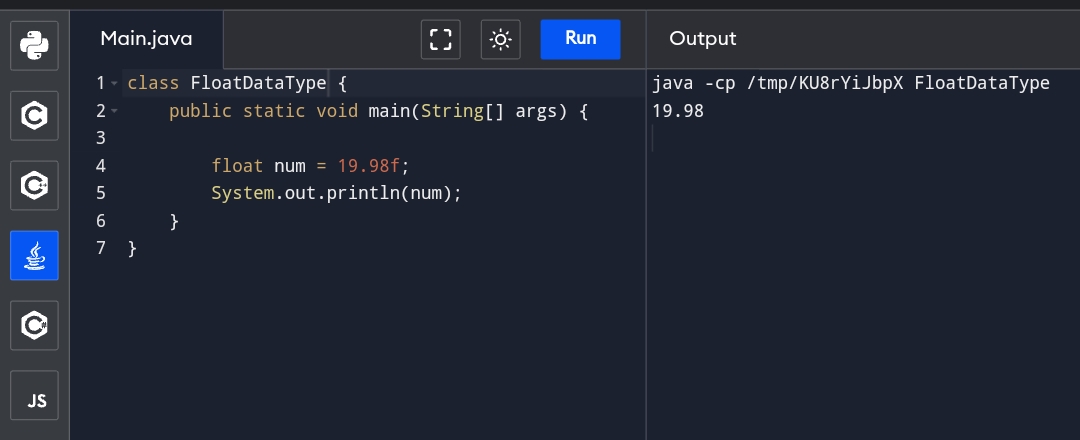 Main.java
Run
Output
1 class FloatDataType {
2     public static void main(String[] args) {
3
4         float num = 19.98f;
5         System.out.println(num);
6     }
7 }
java -cp /tmp/KU8rYiJbpX FloatDataType
19.98
C
C++
C#
JS